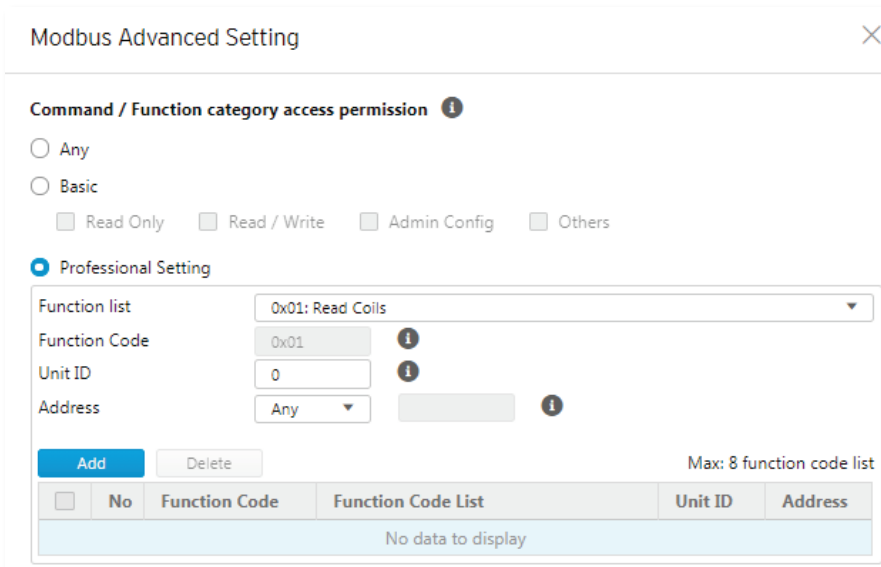 Modbus Advanced Setting
Command / Function category access permission
Any
Basic
Read Only Read / Write Admin Config Others
Professional Setting
Function list 0x01: Read Coils
Function Code 0x01
Unit ID 0
Address Any
Add Delete Max: 8 function code list
No Function Code Function Code List Unit ID Address
No data to display